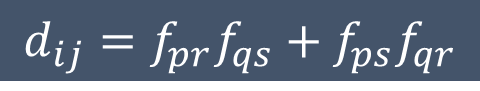 $d_{ij} = f_{pr} f_{qs} + f_{ps} f_{qr}$